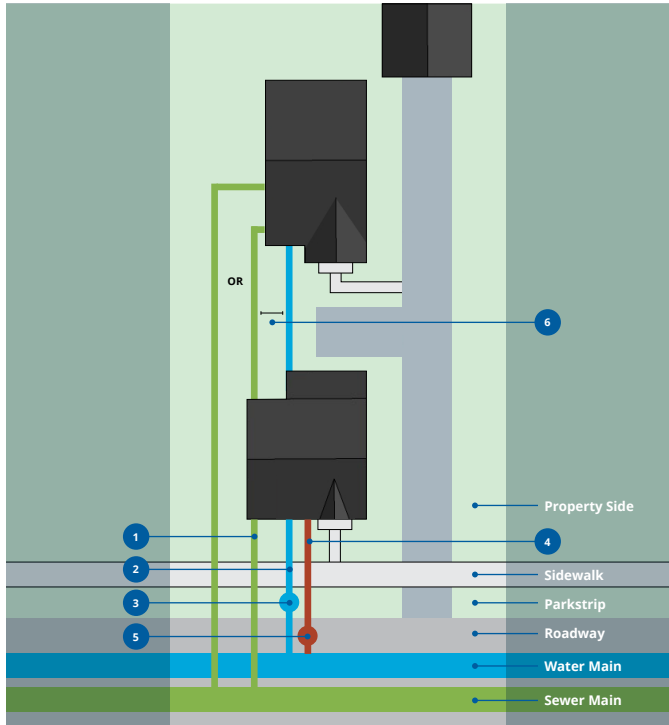 OR
6
Property Side
1
4
2
Sidewalk
3
Parkstrip
5
Roadway
Water Main
Sewer Main